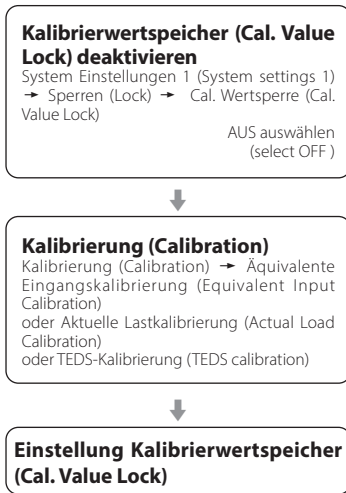 Kalibrierwertspeicher (Cal. Value
Lock) deaktivieren
System Einstellungen 1 (System settings 1)
➞ Sperren (Lock) ➞ Cal. Wertsperre (Cal.
Value Lock)
AUS auswählen
(select OFF )
Kalibrierung (Calibration)
Kalibrierung (Calibration) ➞ Äquivalente
Eingangskalibrierung (Equivalent Input
Calibration)
oder Aktuelle Lastkalibrierung (Actual Load
Calibration)
oder TEDS-Kalibrierung (TEDS calibration)
Einstellung Kalibrierwertspeicher
(Cal. Value Lock)